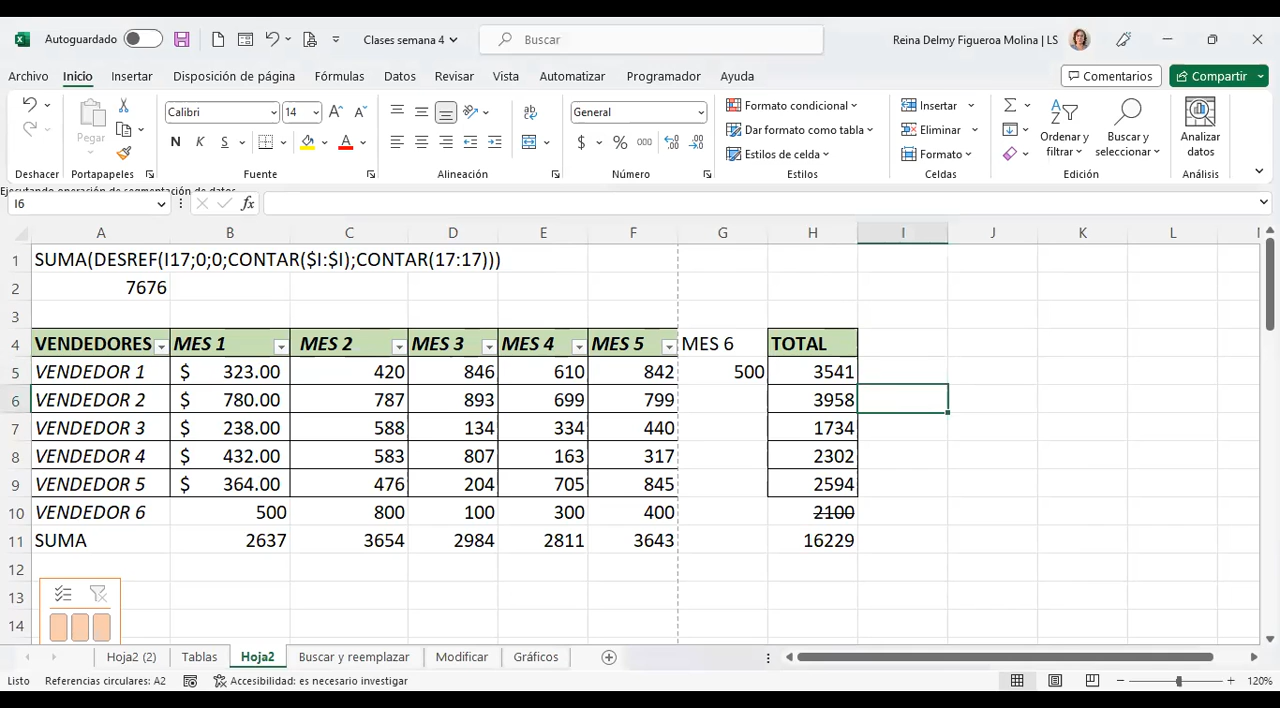 Autoguardado Clases semana 4 Buscar Reina Delmy Figueroa Molina | LS
Archivo Inicio Insertar Disposición de página Fórmulas Datos Revisar Vista Automatizar Programador Ayuda Comentarios Compartir
Pegar Calibri 14 General Formato condicional Dar formato como tabla Estilos de celda Insertar Eliminar Formato Ordenar y filtrar Buscar y seleccionar Analizar datos
N K S $ % 000
Deshacer Portapapeles Fuente Alineación Número Estilos Celdas Edición Análisis
Ejecutando operación de segmentación de datos
I6 fx
A B C D E F G H I J K L
1 SUMA(DESREF(I17;0;0;CONTAR($I:$I);CONTAR(17:17)))
2 7676
3
4 VENDEDORES MES 1 MES 2 MES 3 MES 4 MES 5 MES 6 TOTAL
5 VENDEDOR 1 $ 323.00 420 846 610 842 500 3541
6 VENDEDOR 2 $ 780.00 787 893 699 799 3958
7 VENDEDOR 3 $ 238.00 588 134 334 440 1734
8 VENDEDOR 4 $ 432.00 583 807 163 317 2302
9 VENDEDOR 5 $ 364.00 476 204 705 845 2594
10 VENDEDOR 6 500 800 100 300 400 2100
11 SUMA 2637 3654 2984 2811 3643 16229
12
13
14
Hoja2 (2) Tablas Hoja2 Buscar y reemplazar Modificar Gráficos
Listo Referencias circulares: A2 Accesibilidad: es necesario investigar 120%